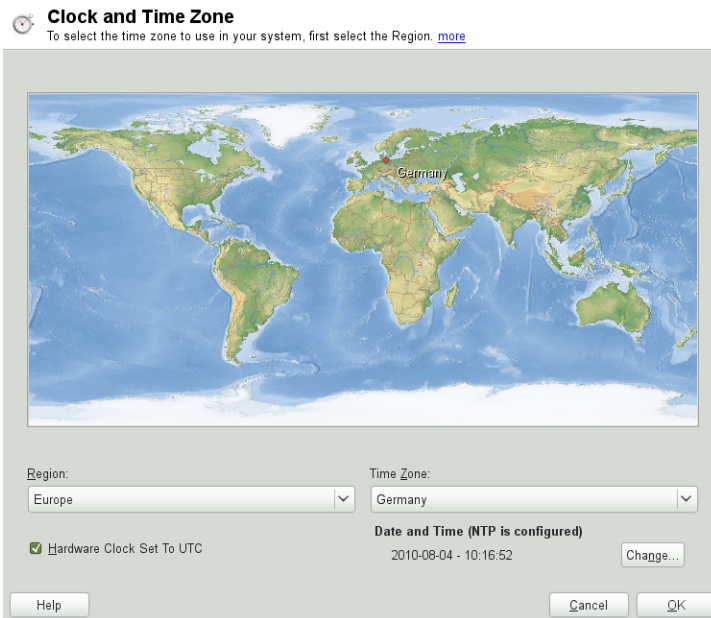 Clock and Time Zone
To select the time zone to use in your system, first select the Region. more
Germany
Region:
Time Zone:
Europe
Germany
Hardware Clock Set To UTC
Date and Time (NTP is configured)
2010-08-04 - 10:16:52
Change...
Help
Cancel
OK